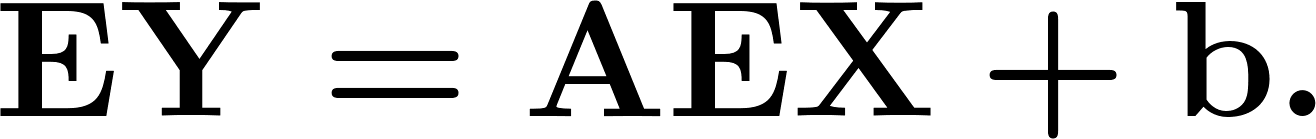 EY = AEX + b.